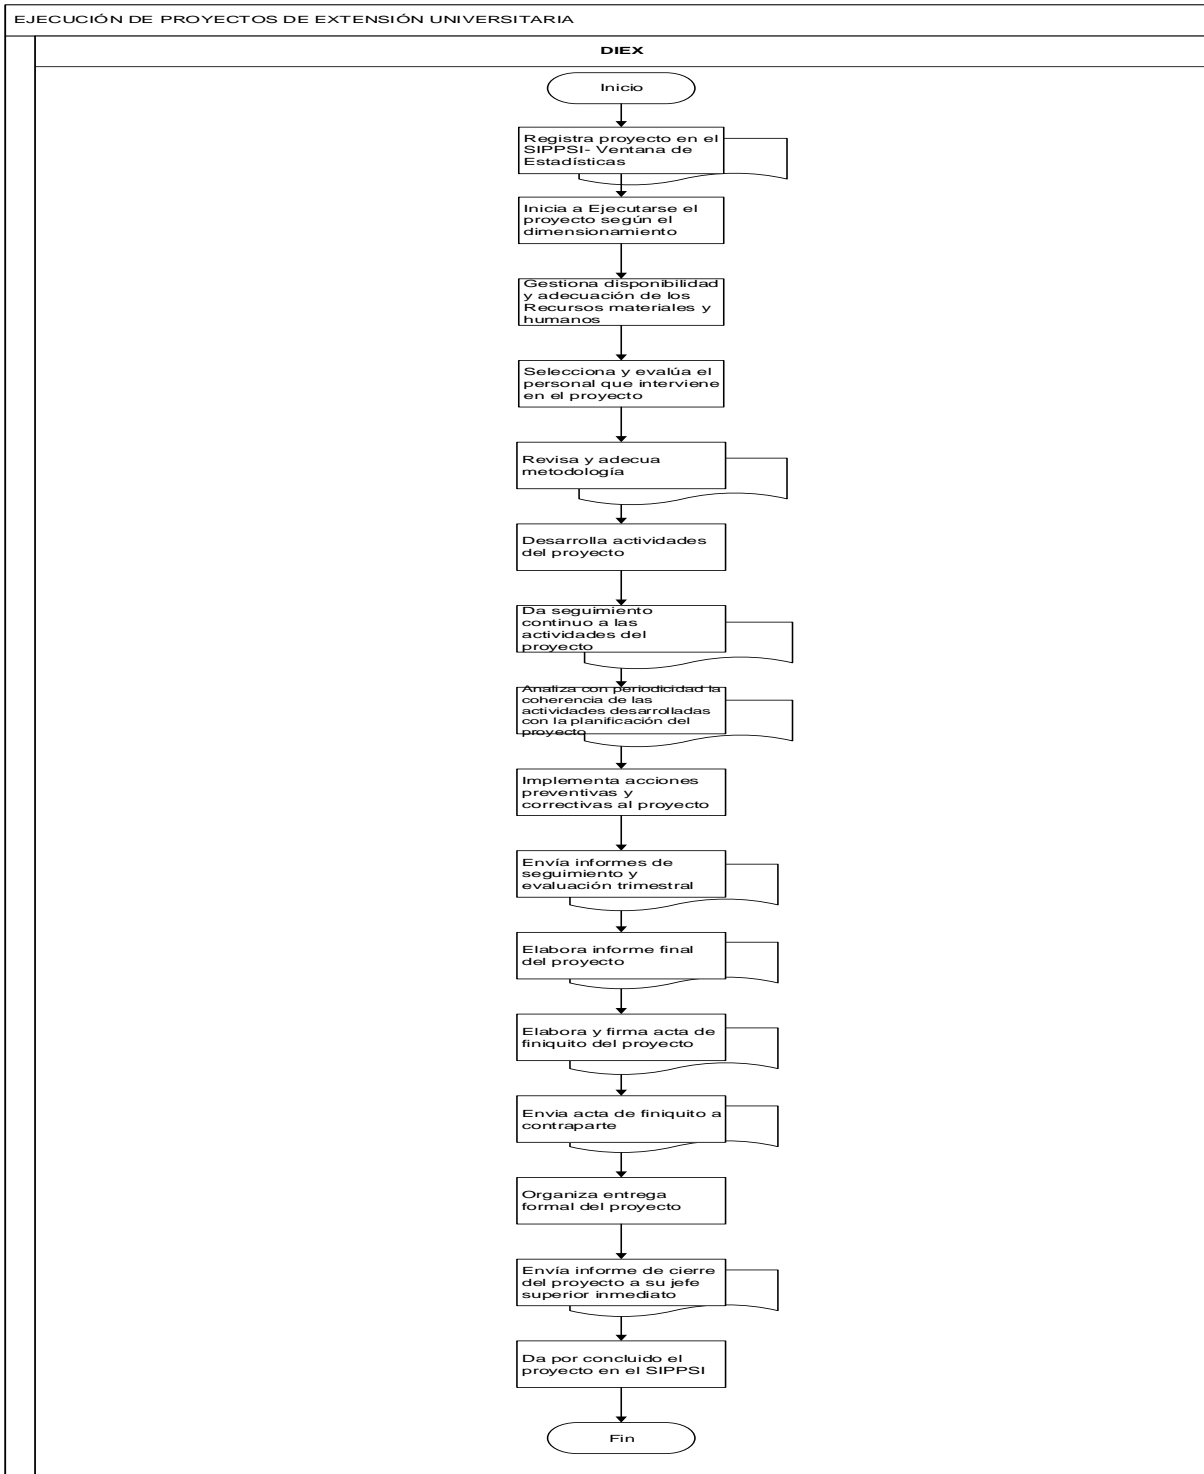 EJECUCIÓN DE PROYECTOS DE EXTENSIÓN UNIVERSITARIA
DIEX
Inicio
Registra proyecto en el
SIPPSI- Ventana de
Estadísticas
Inicia a Ejecutarse el
proyecto según el
dimensionamiento
Gestiona disponibilidad
y adecuación de los
Recursos materiales y
humanos
Selecciona y evalúa el
personal que interviene
en el proyecto
Revisa y adecua
metodología
Desarrolla actividades
del proyecto
Da seguimiento
continuo a las
actividades del
proyecto
Analiza con periodicidad la
coherencia de las
actividades desarrolladas
con la planificación del
proyecto
Implementa acciones
preventivas y
correctivas al proyecto
Envía informes de
seguimiento y
evaluación trimestral
Elabora informe final
del proyecto
Elabora y firma acta de
finiquito del proyecto
Envia acta de finiquito a
contraparte
Organiza entrega
formal del proyecto
Envía informe de cierre
del proyecto a su jefe
superior inmediato
Da por concluido el
proyecto en el SIPPSI
Fin